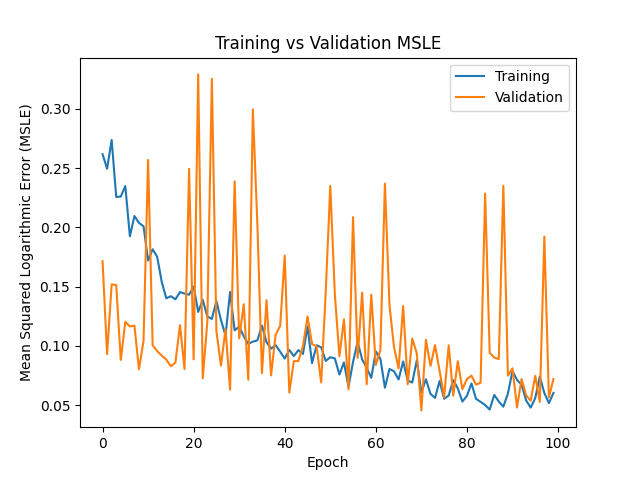 Training vs Validation MSLE
Training
Validation
Mean Squared Logarithmic Error (MSLE)
0.30
0.25
0.20
0.15
0.10
0.05
0 20 40 60 80 100
Epoch